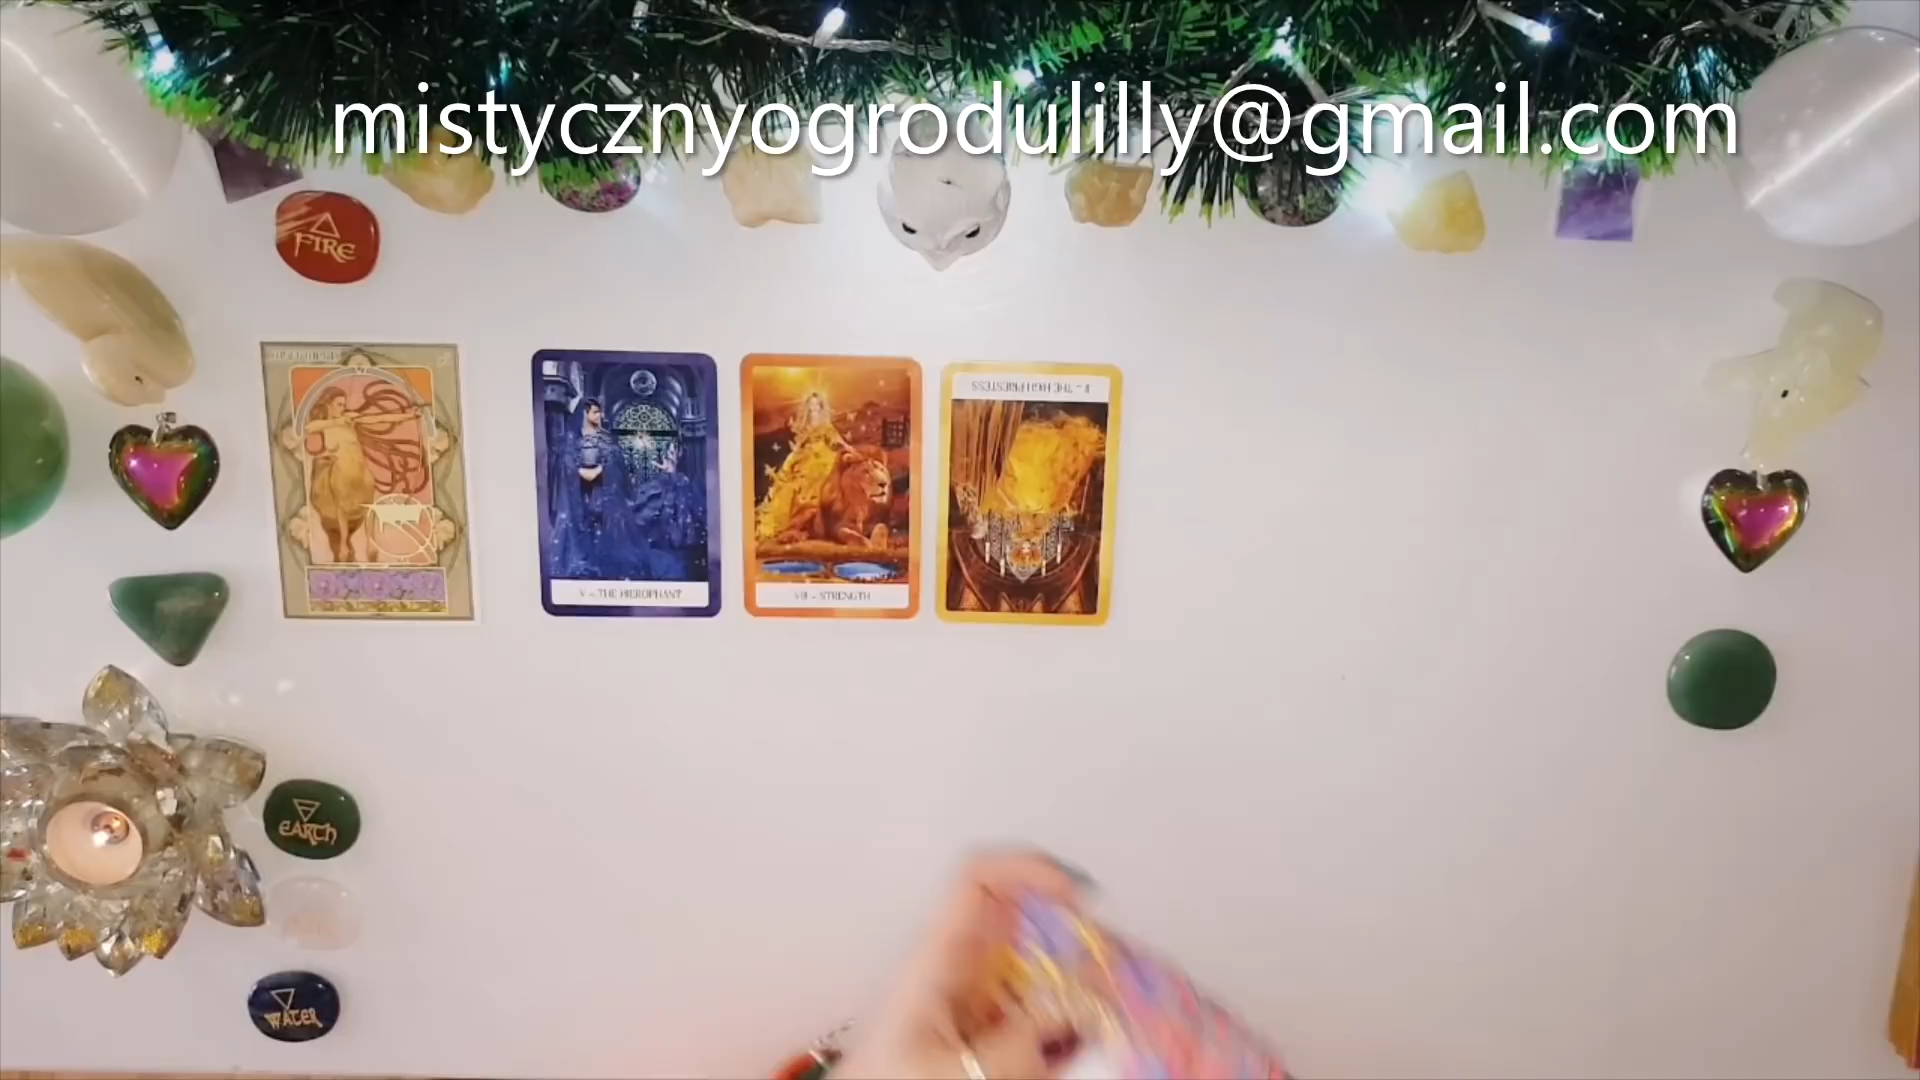 mistycznyogrodulilly@gmail.com
FIRE
V - THE HIEROPHANT
VIII - STRENGTH
II - THE HIGH PRIESTESS
EARTH
WATER